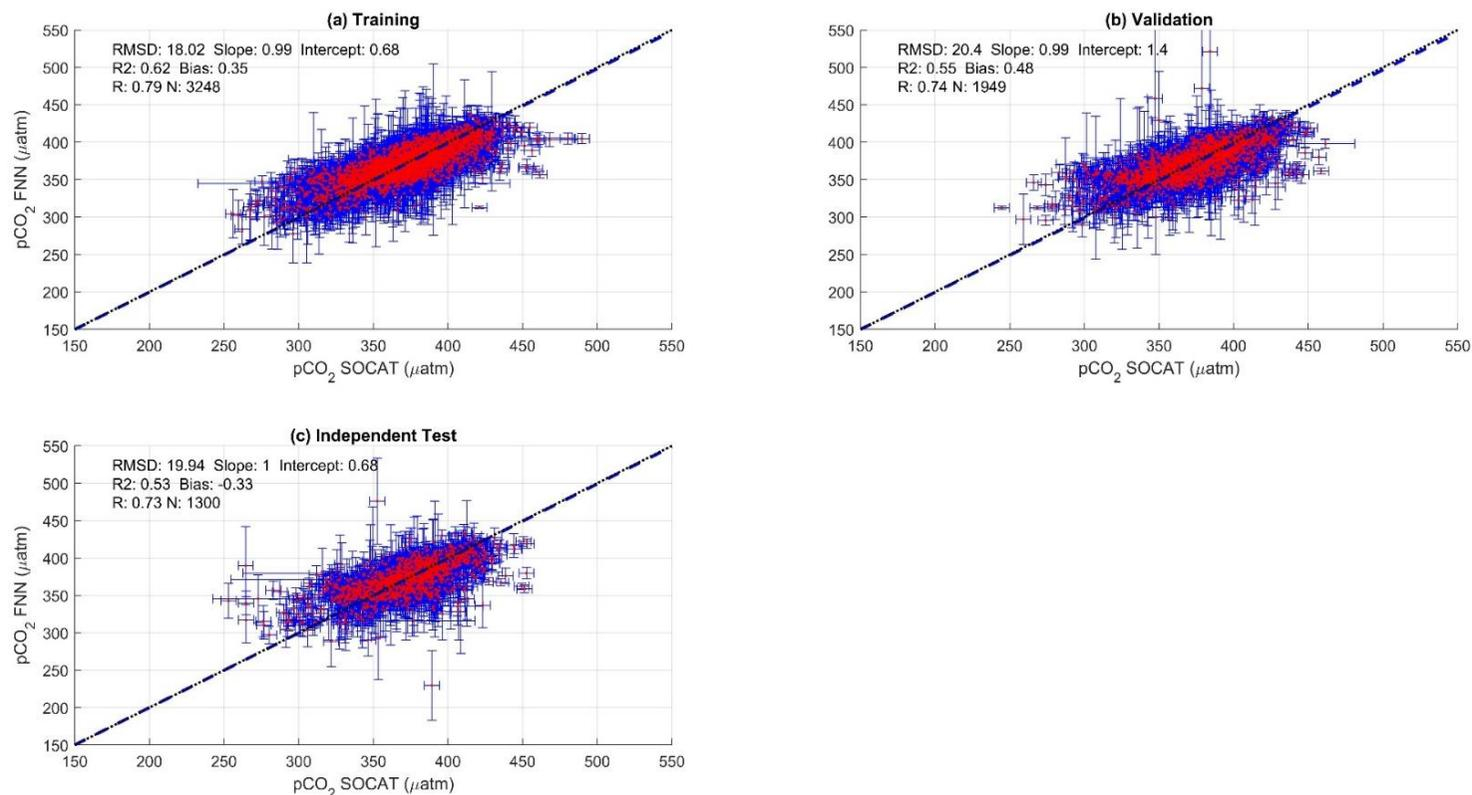 (a) Training
RMSD: 18.02 Slope: 0.99 Intercept: 0.68
R2: 0.62 Bias: 0.35
R: 0.79 N: 3248
550
500
450
400
350
300
250
200
150
pCO2 FNN (μatm)
150 200 250 300 350 400 450 500 550
pCO2 SOCAT (μatm)
(b) Validation
RMSD: 20.4 Slope: 0.99 Intercept: 1.4
R2: 0.55 Bias: 0.48
R: 0.74 N: 1949
550
500
450
400
350
300
250
200
150
150 200 250 300 350 400 450 500 550
pCO2 SOCAT (μatm)
(c) Independent Test
RMSD: 19.94 Slope: 1 Intercept: 0.68
R2: 0.53 Bias: -0.33
R: 0.73 N: 1300
550
500
450
400
350
300
250
200
150
pCO2 FNN (μatm)
150 200 250 300 350 400 450 500 550
pCO2 SOCAT (μatm)